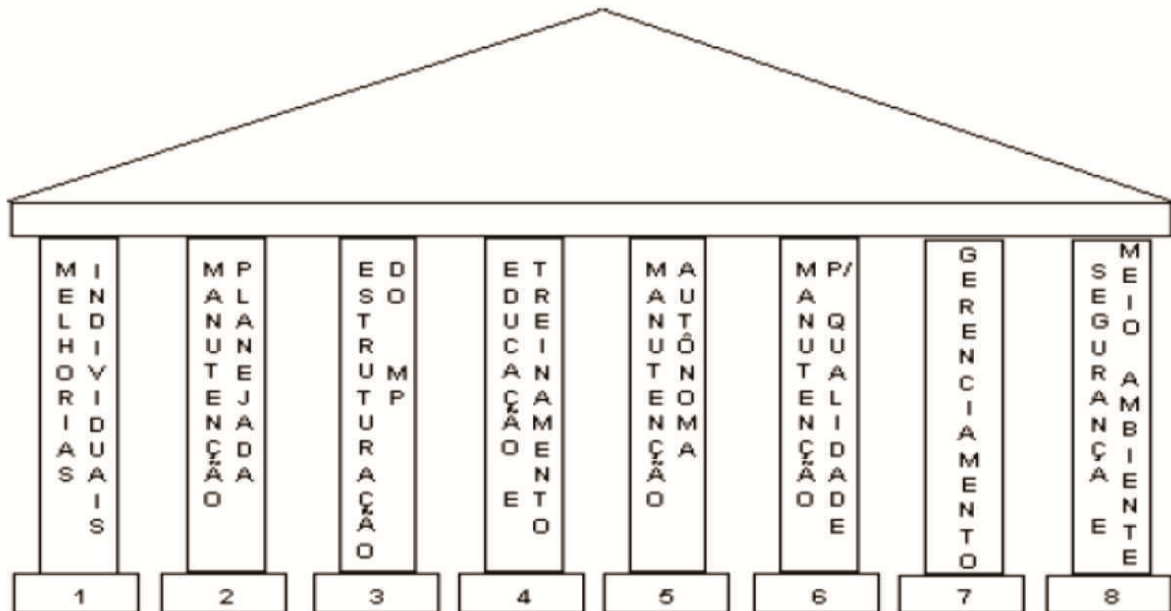 MELHORIAS
INDIVIDUAIS
1
MANUTENÇÃO
PLANEJADA
2
ESTRUTURAÇÃO
DO MP
3
EDUCAÇÃO E
TREINAMENTO
4
MANUTENÇÃO
AUTÔNOMA
5
MANUTENÇÃO
P/ QUALIDADE
6
GERENCIAMENTO
7
SEGURANÇA E
MEIO AMBIENTE
8